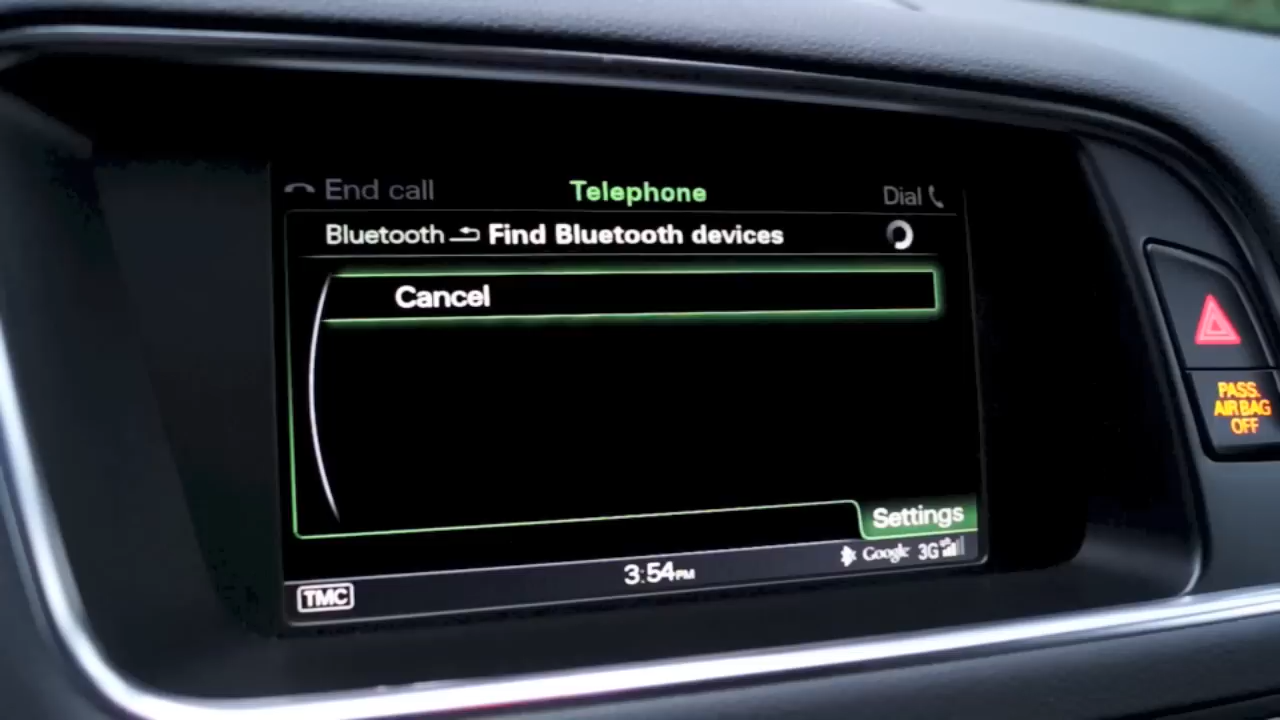 End call Telephone Dial
Bluetooth Find Bluetooth devices
Cancel
PASS.
AIR BAG
OFF
Settings
Google 3G
3:54PM
TMC